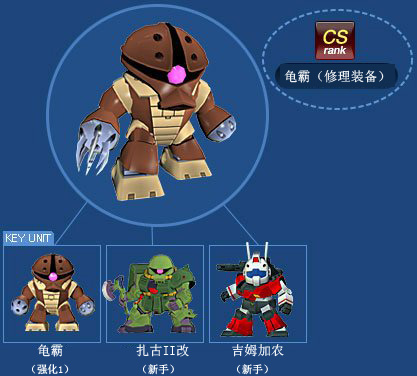 CS
rank
龟霸（修理装备）
KEY UNIT
龟霸
（强化1）
扎古II改
（新手）
吉姆加农
（新手）